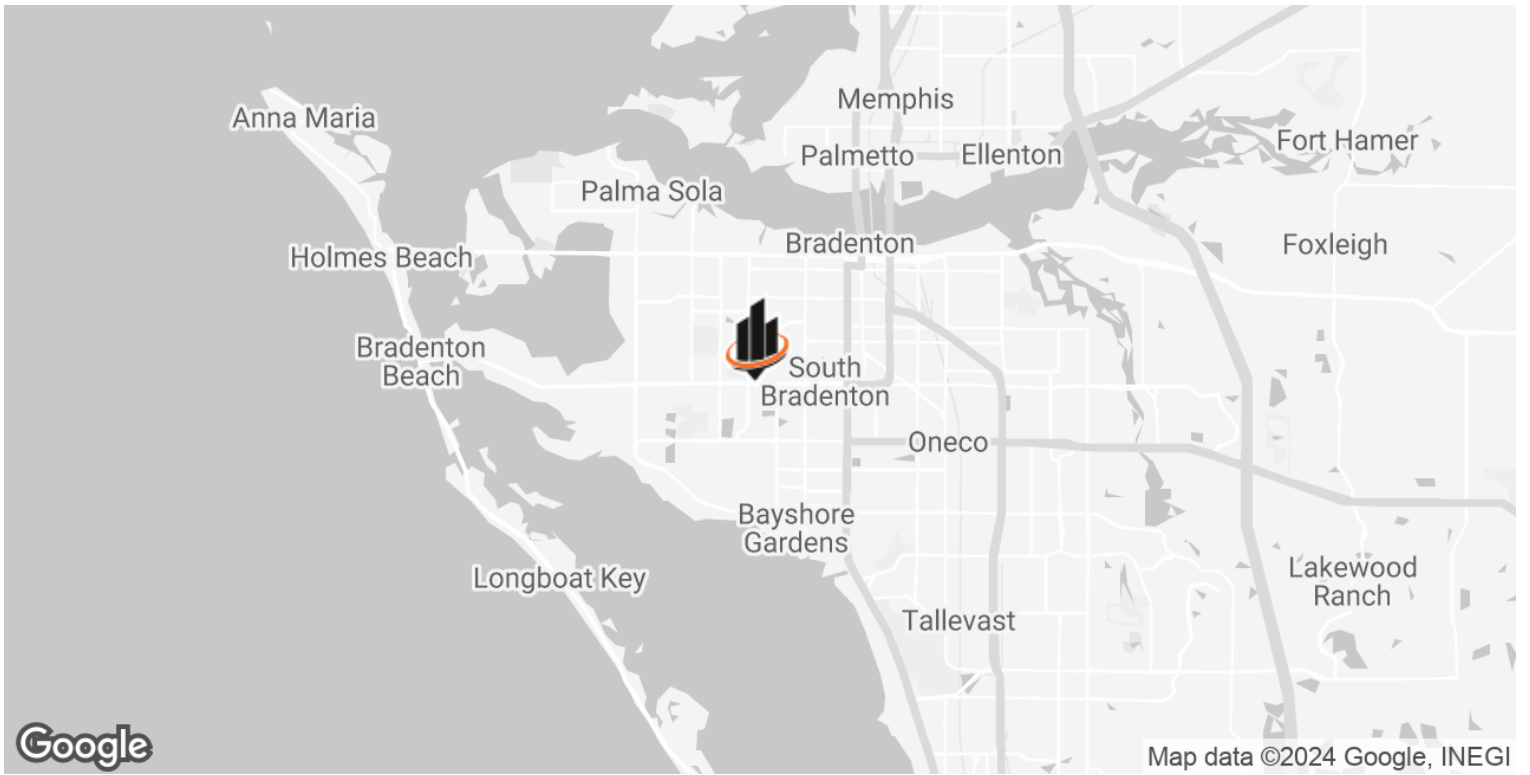 Memphis
Anna Maria
Fort Hamer
Palmetto
Ellenton
Palma Sola
Bradenton
Foxleigh
Holmes Beach
Bradenton
Beach
South
Bradenton
Oneco
Bayshore
Gardens
Longboat Key
Lakewood
Ranch
Tallevast
Google
Map data ©2024 Google, INEGI